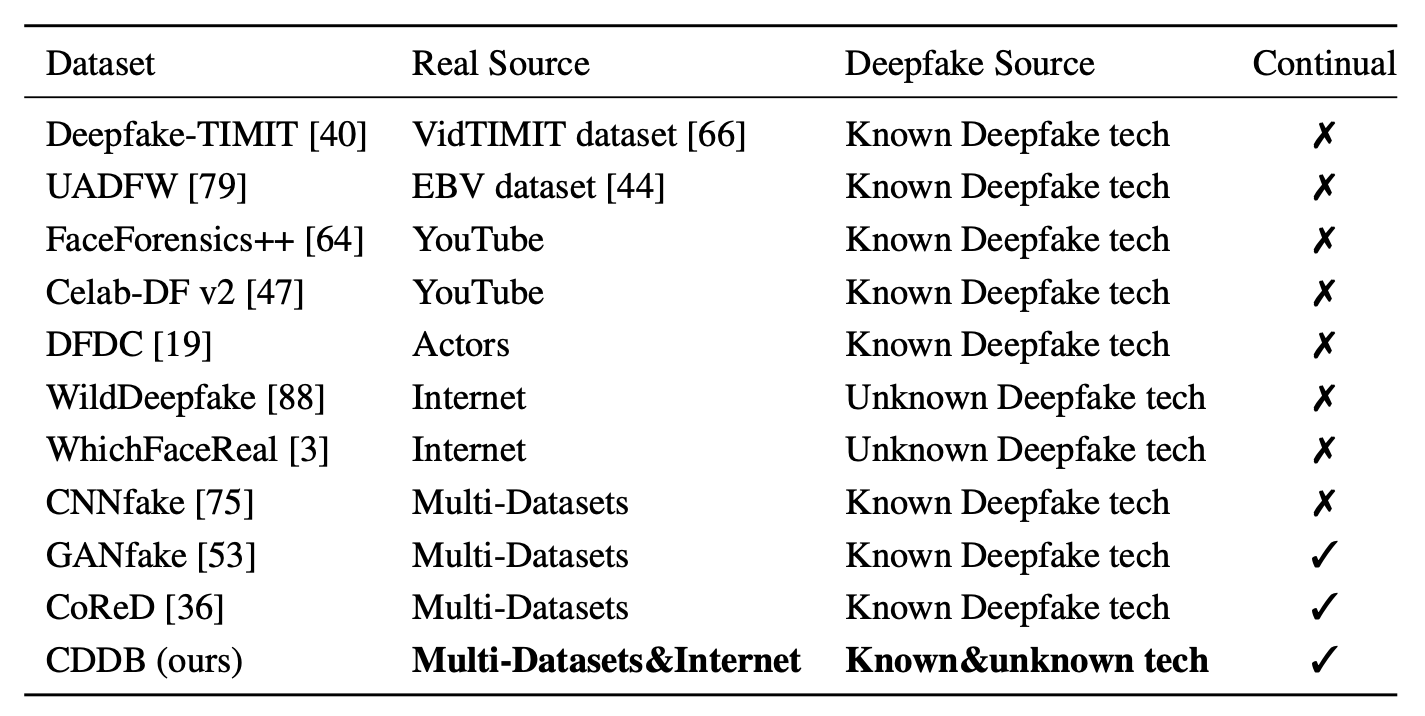 Dataset Real Source Deepfake Source Continual
Deepfake-TIMIT [40] VidTIMIT dataset [66] Known Deepfake tech ✗
UADFW [79] EBV dataset [44] Known Deepfake tech ✗
FaceForensics++ [64] YouTube Known Deepfake tech ✗
Celab-DF v2 [47] YouTube Known Deepfake tech ✗
DFDC [19] Actors Known Deepfake tech ✗
WildDeepfake [88] Internet Unknown Deepfake tech ✗
WhichFaceReal [3] Internet Unknown Deepfake tech ✗
CNNfake [75] Multi-Datasets Known Deepfake tech ✗
GANfake [53] Multi-Datasets Known Deepfake tech ✓
CoReD [36] Multi-Datasets Known Deepfake tech ✓
CDDB (ours) Multi-Datasets&Internet Known&unknown tech ✓